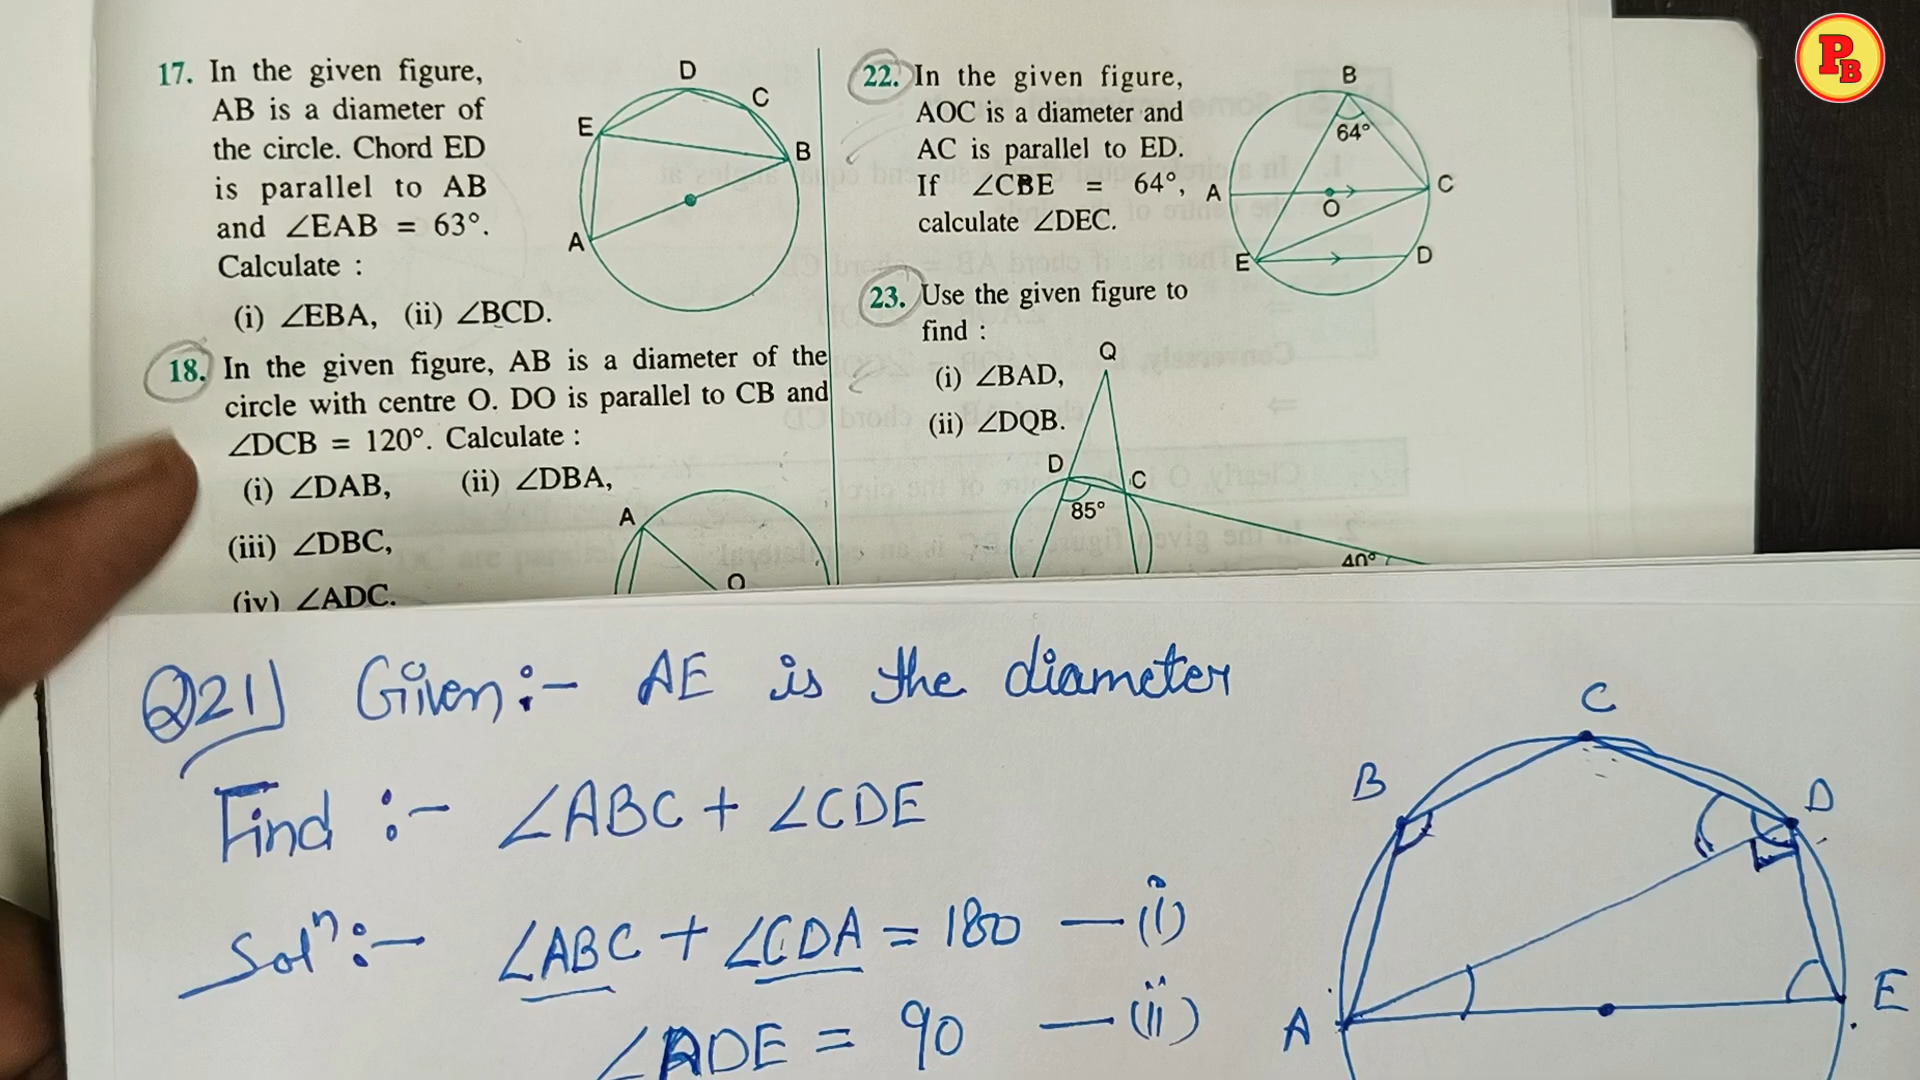 17. In the given figure,
AB is a diameter of
the circle. Chord ED
is parallel to AB
and ∠EAB = 63°.
Calculate :
(i) ∠EBA, (ii) ∠BCD.
D
C
E
B
A
18. In the given figure, AB is a diameter of the
circle with centre O. DO is parallel to CB and
∠DCB = 120°. Calculate :
(i) ∠DAB, (ii) ∠DBA,
(iii) ∠DBC,
(iv) ∠ADC.
A
O
22. In the given figure,
AOC is a diameter and
AC is parallel to ED.
If ∠CBE = 64°,
calculate ∠DEC.
B
64°
A
C
O
E
D
23. Use the given figure to
find :
(i) ∠BAD,
(ii) ∠DQB.
Q
D
C
85°
40°
PB
Q21) Given:- AE is the diameter
Find :- ∠ABC + ∠CDE
Solⁿ:- ∠ABC + ∠CDA = 180 —(i)
∠ADE = 90 —(ii)
C
B
D
A
E